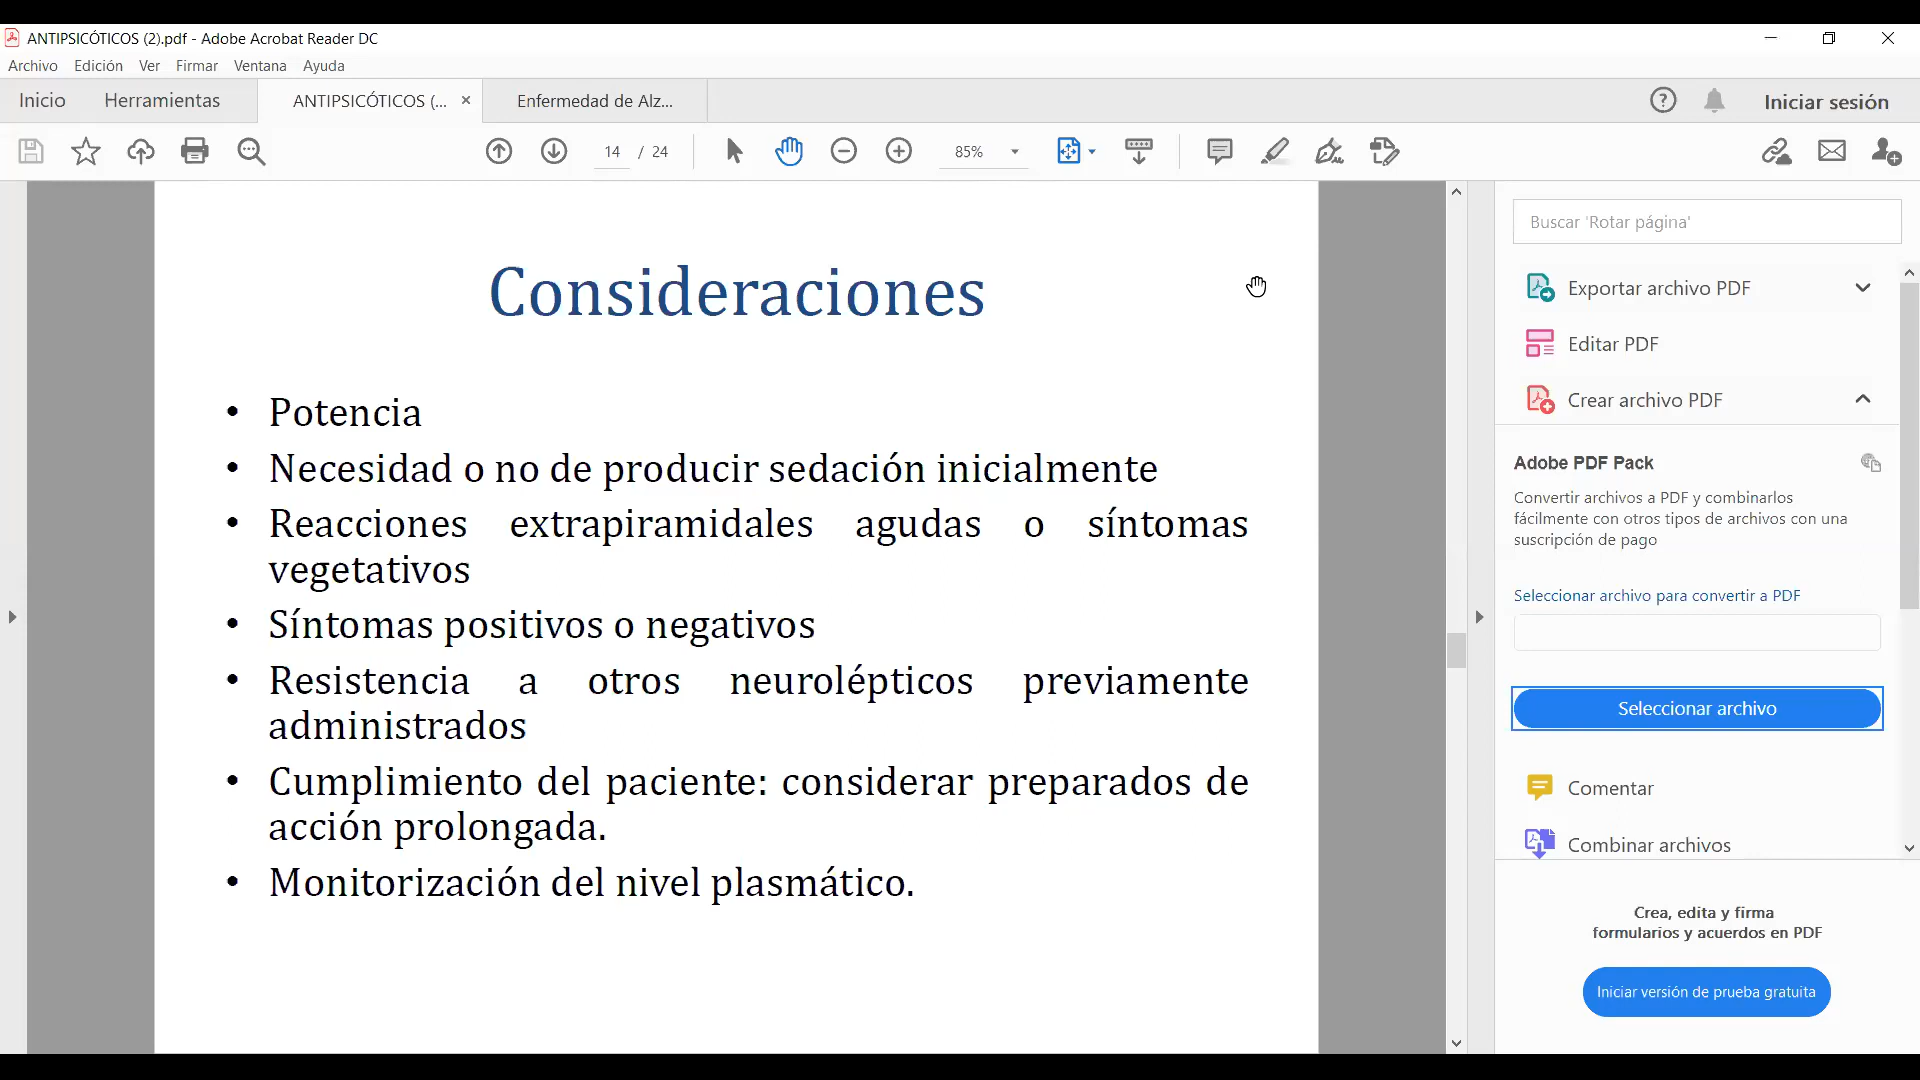 ANTIPSICÓTICOS (2).pdf - Adobe Acrobat Reader DC
Archivo Edición Ver Firmar Ventana Ayuda
Inicio Herramientas ANTIPSICÓTICOS (... × Enfermedad de Alz... Iniciar sesión
14 / 24 85%
Consideraciones
• Potencia
• Necesidad o no de producir sedación inicialmente
• Reacciones extrapiramidales agudas o síntomas
vegetativos
• Síntomas positivos o negativos
• Resistencia a otros neurolépticos previamente
administrados
• Cumplimiento del paciente: considerar preparados de
acción prolongada.
• Monitorización del nivel plasmático.
Buscar 'Rotar página'
Exportar archivo PDF
Editar PDF
Crear archivo PDF
Adobe PDF Pack
Convertir archivos a PDF y combinarlos
fácilmente con otros tipos de archivos con una
suscripción de pago
Seleccionar archivo para convertir a PDF
Seleccionar archivo
Comentar
Combinar archivos
Crea, edita y firma
formularios y acuerdos en PDF
Iniciar versión de prueba gratuita